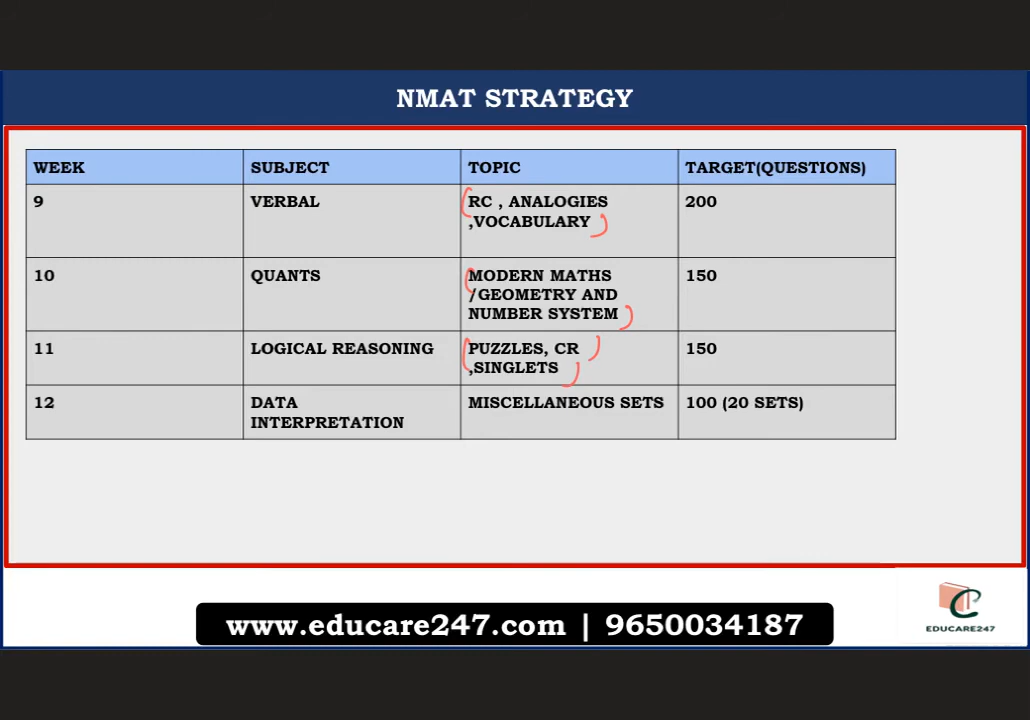 NMAT STRATEGY
WEEK SUBJECT TOPIC TARGET(QUESTIONS)
9 VERBAL RC , ANALOGIES 200
,VOCABULARY
10 QUANTS MODERN MATHS 150
/GEOMETRY AND
NUMBER SYSTEM
11 LOGICAL REASONING PUZZLES, CR 150
,SINGLETS
12 DATA MISCELLANEOUS SETS 100 (20 SETS)
INTERPRETATION
www.educare247.com | 9650034187
EDUCARE247